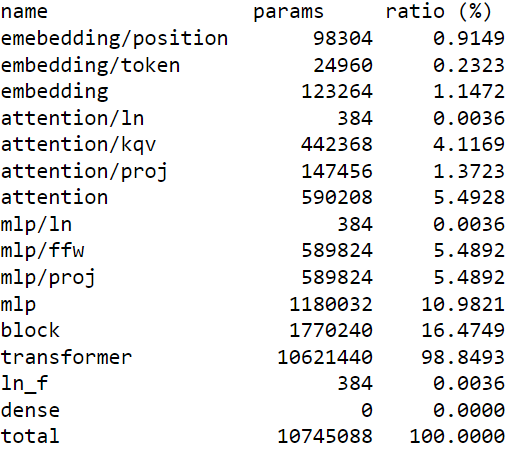 name params ratio (%)
emebedding/position 98304 0.9149
embedding/token 24960 0.2323
embedding 123264 1.1472
attention/ln 384 0.0036
attention/kqv 442368 4.1169
attention/proj 147456 1.3723
attention 590208 5.4928
mlp/ln 384 0.0036
mlp/ffw 589824 5.4892
mlp/proj 589824 5.4892
mlp 1180032 10.9821
block 1770240 16.4749
transformer 10621440 98.8493
ln_f 384 0.0036
dense 0 0.0000
total 10745088 100.0000